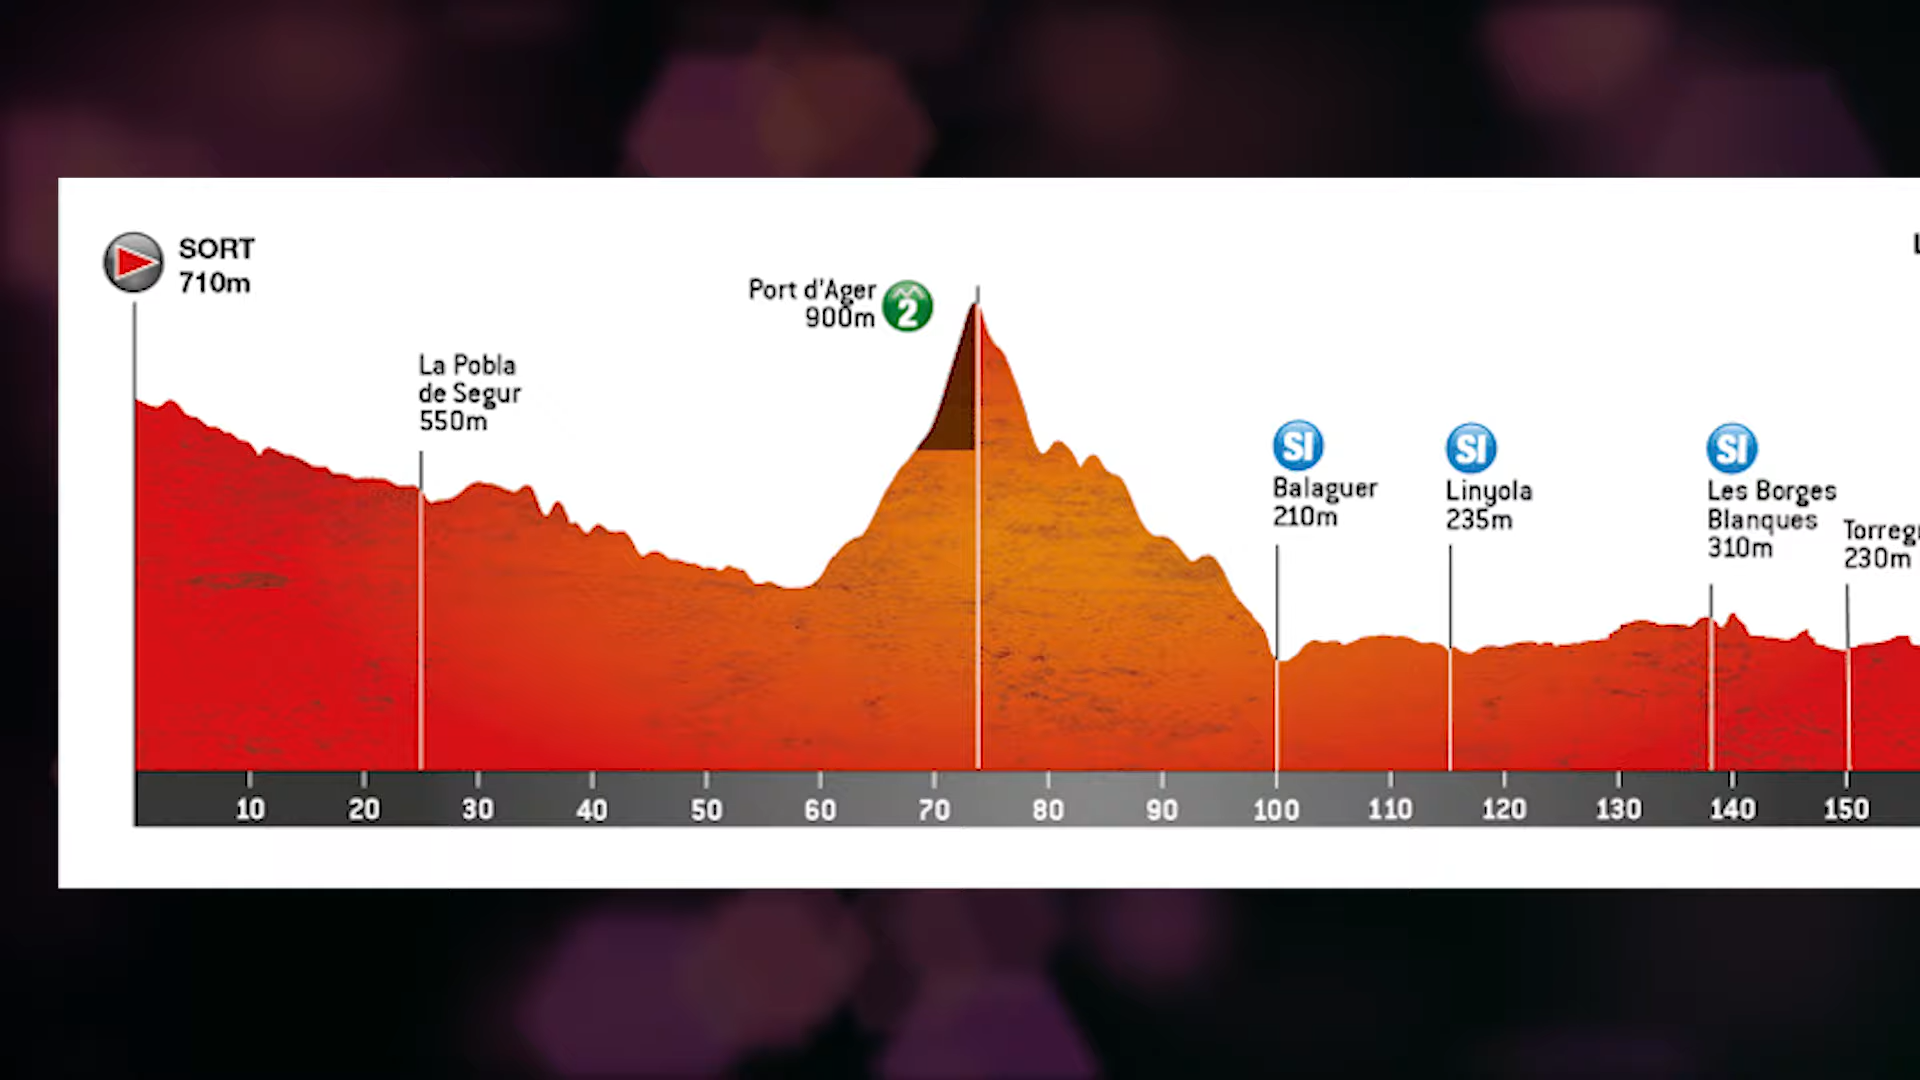 SORT
710m
Port d'Ager
900m
2
La Pobla
de Segur
550m
SI
Balaguer
210m
SI
Linyola
235m
SI
Les Borges
Blanques
310m
230m
10 20 30 40 50 60 70 80 90 100 110 120 130 140 150